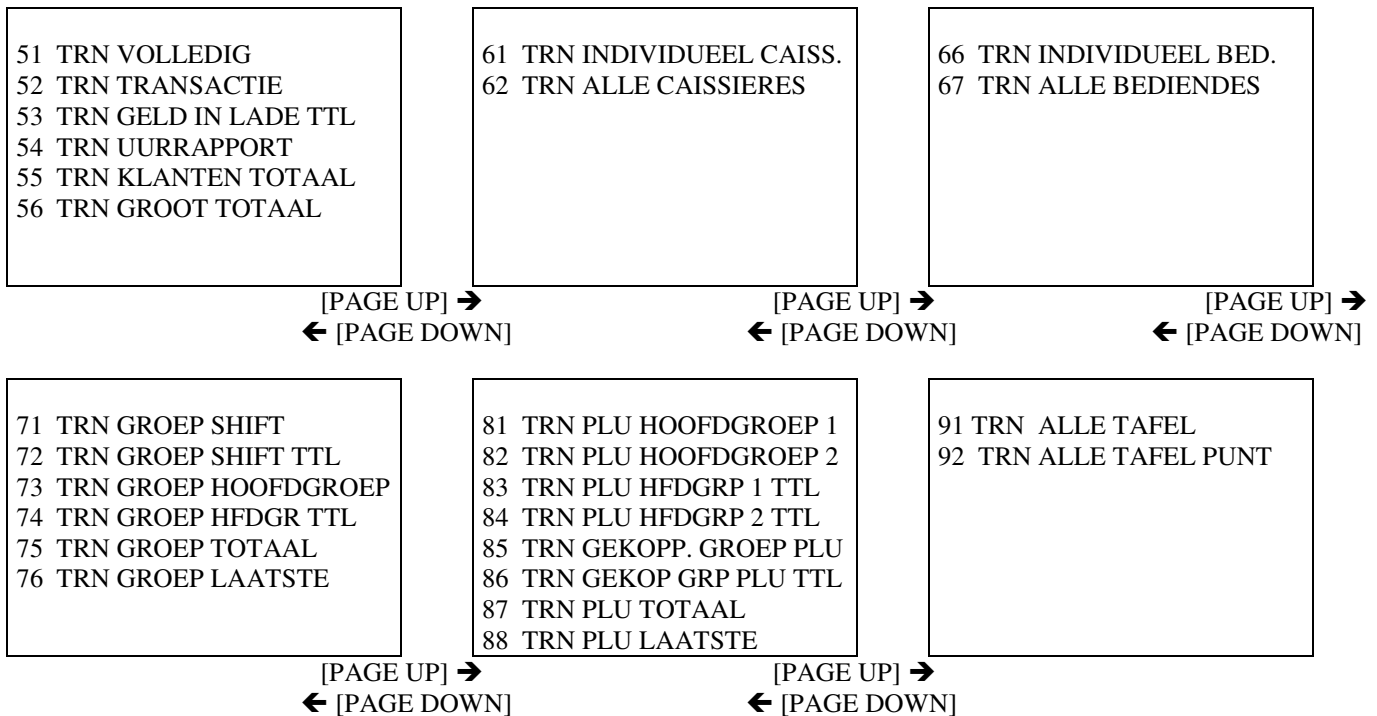 51 TRN VOLLEDIG
52 TRN TRANSACTIE
53 TRN GELD IN LADE TTL
54 TRN UURRAPPORT
55 TRN KLANTEN TOTAAL
56 TRN GROOT TOTAAL
[PAGE UP] ➔
🡸 [PAGE DOWN]
61 TRN INDIVIDUEEL CAISS.
62 TRN ALLE CAISSIERES
[PAGE UP] ➔
🡸 [PAGE DOWN]
66 TRN INDIVIDUEEL BED.
67 TRN ALLE BEDIENDES
[PAGE UP] ➔
🡸 [PAGE DOWN]
71 TRN GROEP SHIFT
72 TRN GROEP SHIFT TTL
73 TRN GROEP HOOFDGROEP
74 TRN GROEP HFDGR TTL
75 TRN GROEP TOTAAL
76 TRN GROEP LAATSTE
[PAGE UP] ➔
🡸 [PAGE DOWN]
81 TRN PLU HOOFDGROEP 1
82 TRN PLU HOOFDGROEP 2
83 TRN PLU HFDGRP 1 TTL
84 TRN PLU HFDGRP 2 TTL
85 TRN GEKOPP. GROEP PLU
86 TRN GEKOP GRP PLU TTL
87 TRN PLU TOTAAL
88 TRN PLU LAATSTE
[PAGE UP] ➔
🡸 [PAGE DOWN]
91 TRN ALLE TAFEL
92 TRN ALLE TAFEL PUNT